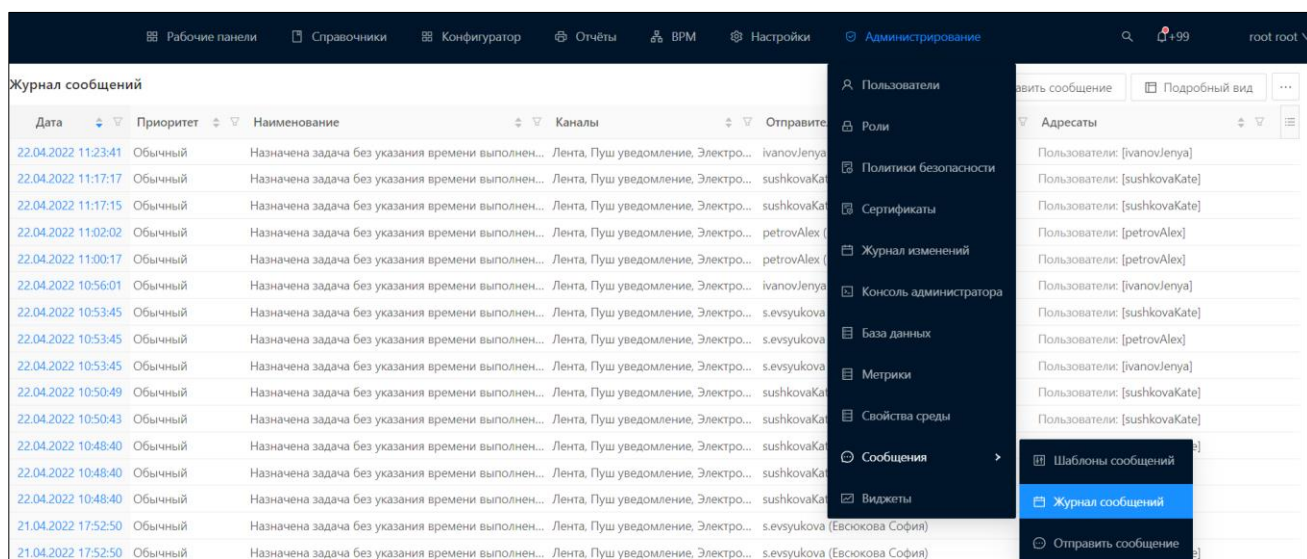 Рабочие панели Справочники Конфигуратор Отчёты BPM Настройки Администрирование +99 root root
Журнал сообщений
авить сообщение Подробный вид ...
Дата Приоритет Наименование Каналы Отправите Адресаты
22.04.2022 11:23:41 Обычный Назначена задача без указания времени выполнен... Лента, Пуш уведомление, Электро... ivanovJenya Пользователи: [ivanovJenya]
22.04.2022 11:17:17 Обычный Назначена задача без указания времени выполнен... Лента, Пуш уведомление, Электро... sushkovaKat Пользователи: [sushkovaKate]
22.04.2022 11:17:15 Обычный Назначена задача без указания времени выполнен... Лента, Пуш уведомление, Электро... sushkovaKat Пользователи: [sushkovaKate]
22.04.2022 11:02:02 Обычный Назначена задача без указания времени выполнен... Лента, Пуш уведомление, Электро... petrovAlex ( Пользователи: [petrovAlex]
22.04.2022 11:00:17 Обычный Назначена задача без указания времени выполнен... Лента, Пуш уведомление, Электро... petrovAlex ( Пользователи: [petrovAlex]
22.04.2022 10:56:01 Обычный Назначена задача без указания времени выполнен... Лента, Пуш уведомление, Электро... ivanovJenya Пользователи: [ivanovJenya]
22.04.2022 10:53:45 Обычный Назначена задача без указания времени выполнен... Лента, Пуш уведомление, Электро... s.evsyukova Пользователи: [sushkovaKate]
22.04.2022 10:53:45 Обычный Назначена задача без указания времени выполнен... Лента, Пуш уведомление, Электро... s.evsyukova Пользователи: [petrovAlex]
22.04.2022 10:53:45 Обычный Назначена задача без указания времени выполнен... Лента, Пуш уведомление, Электро... s.evsyukova Пользователи: [ivanovJenya]
22.04.2022 10:50:49 Обычный Назначена задача без указания времени выполнен... Лента, Пуш уведомление, Электро... sushkovaKat Пользователи: [sushkovaKate]
22.04.2022 10:50:43 Обычный Назначена задача без указания времени выполнен... Лента, Пуш уведомление, Электро... sushkovaKat Пользователи: [sushkovaKate]
22.04.2022 10:48:40 Обычный Назначена задача без указания времени выполнен... Лента, Пуш уведомление, Электро... sushkovaKat e]
22.04.2022 10:48:40 Обычный Назначена задача без указания времени выполнен... Лента, Пуш уведомление, Электро... sushkovaKat
22.04.2022 10:48:40 Обычный Назначена задача без указания времени выполнен... Лента, Пуш уведомление, Электро... sushkovaKat
21.04.2022 17:52:50 Обычный Назначена задача без указания времени выполнен... Лента, Пуш уведомление, Электро... s.evsyukova (Евсюкова София)
21.04.2022 17:52:50 Обычный Назначена задача без указания времени выполнен... Лента, Пуш уведомление, Электро... s.evsyukova (Евсюкова София) e]
Пользователи
Роли
Политики безопасности
Сертификаты
Журнал изменений
Консоль администратора
База данных
Метрики
Свойства среды
Сообщения
Виджеты
Шаблоны сообщений
Журнал сообщений
Отправить сообщение